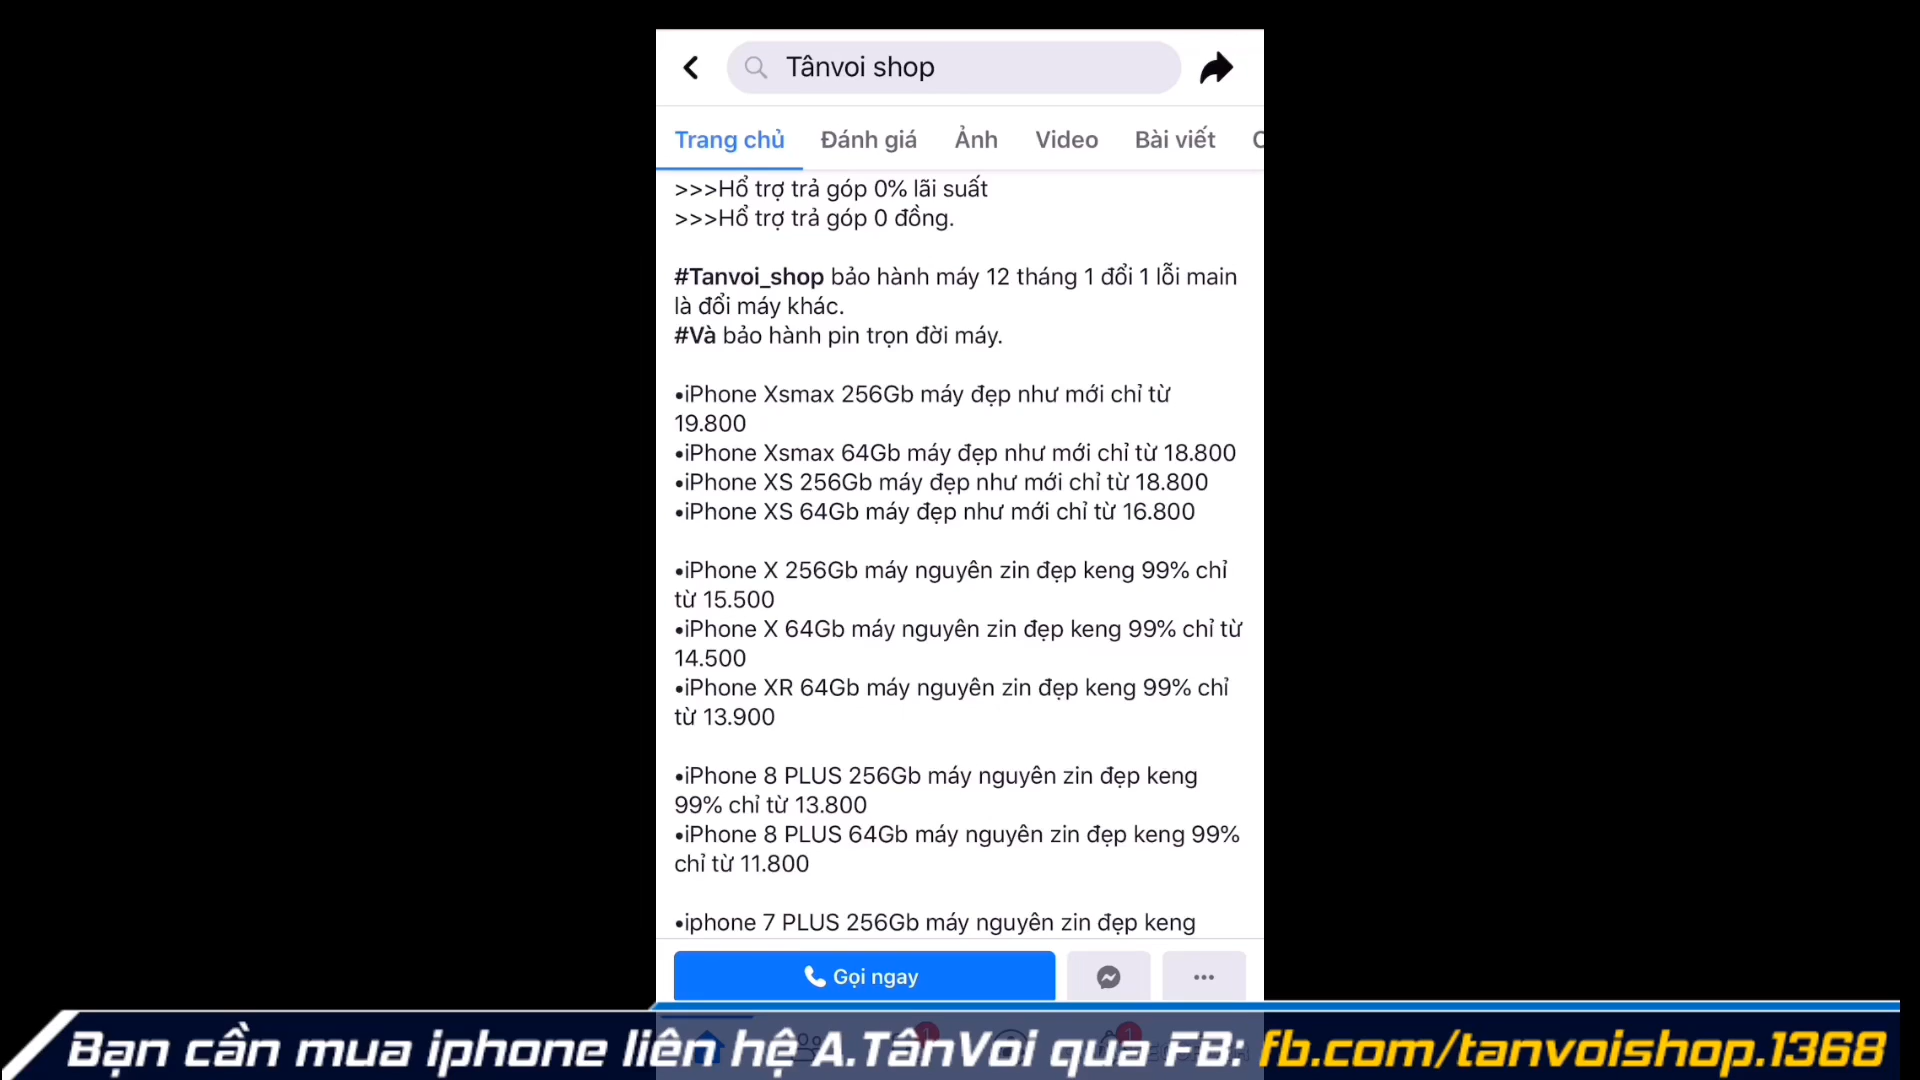 Tânvoi shop
Trang chủ Đánh giá Ảnh Video Bài viết
>>>Hổ trợ trả góp 0% lãi suất
>>>Hổ trợ trả góp 0 đồng.
#Tanvoi_shop bảo hành máy 12 tháng 1 đổi 1 lỗi main
là đổi máy khác.
#Và bảo hành pin trọn đời máy.
•iPhone Xsmax 256Gb máy đẹp như mới chỉ từ
19.800
•iPhone Xsmax 64Gb máy đẹp như mới chỉ từ 18.800
•iPhone XS 256Gb máy đẹp như mới chỉ từ 18.800
•iPhone XS 64Gb máy đẹp như mới chỉ từ 16.800
•iPhone X 256Gb máy nguyên zin đẹp keng 99% chỉ
từ 15.500
•iPhone X 64Gb máy nguyên zin đẹp keng 99% chỉ từ
14.500
•iPhone XR 64Gb máy nguyên zin đẹp keng 99% chỉ
từ 13.900
•iPhone 8 PLUS 256Gb máy nguyên zin đẹp keng
99% chỉ từ 13.800
•iPhone 8 PLUS 64Gb máy nguyên zin đẹp keng 99%
chỉ từ 11.800
•iphone 7 PLUS 256Gb máy nguyên zin đẹp keng
Gọi ngay
Bạn cần mua iphone liên hệ A.TânVoi qua FB: fb.com/tanvoishop.1368